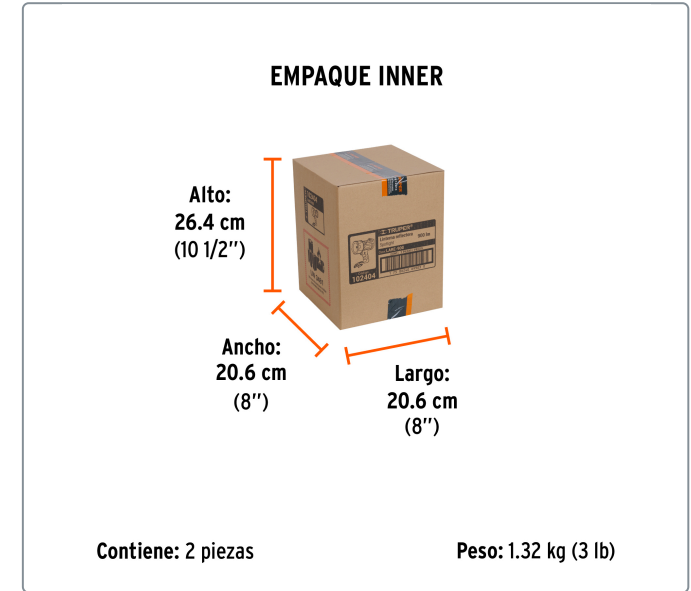 EMPAQUE INNER
Alto:
26.4 cm
(10 1/2’’)
TRUPER
102404
Ancho:
20.6 cm
(8’’)
Largo:
20.6 cm
(8’’)
Contiene: 2 piezas
Peso: 1.32 kg (3 lb)